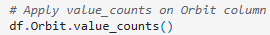 # Apply value_counts on Orbit column
df.Orbit.value_counts()